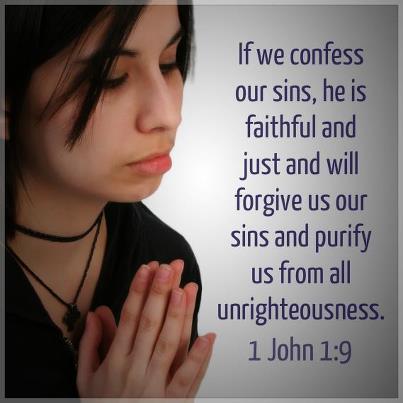 If we confess
our sins, he is
faithful and
just and will
forgive us our
sins and purify
us from all
unrighteousness.
1 John 1:9